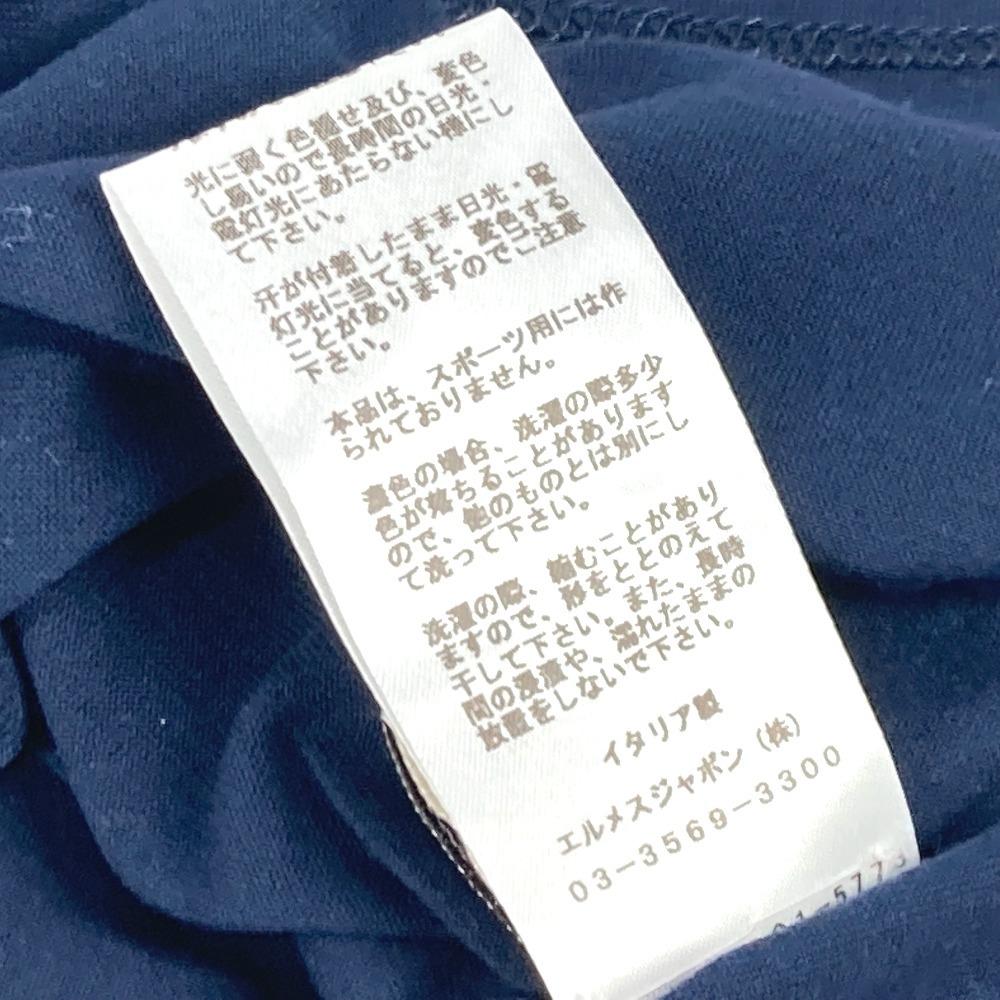 光に弱く色褪せ及び、変色
し易いので長時間の日光・
電灯光にあたらない様にし
て下さい。
汗が付着したまま日光・電
灯光に当てると、変色する
ことがありますのでご注意
下さい。
本品は、スポーツ用には作
られておりません。
濃色の場合、洗濯の際多少
色が落ちることがあります
ので、他のものとは別にし
て洗って下さい。
洗濯の際、縮むことがあり
ますので、形をととのえて
干して下さい。また、長時
間の浸漬や、濡れたままの
放置をしないで下さい。
イタリア製
エルメスジャポン（株）
03−3569−3300